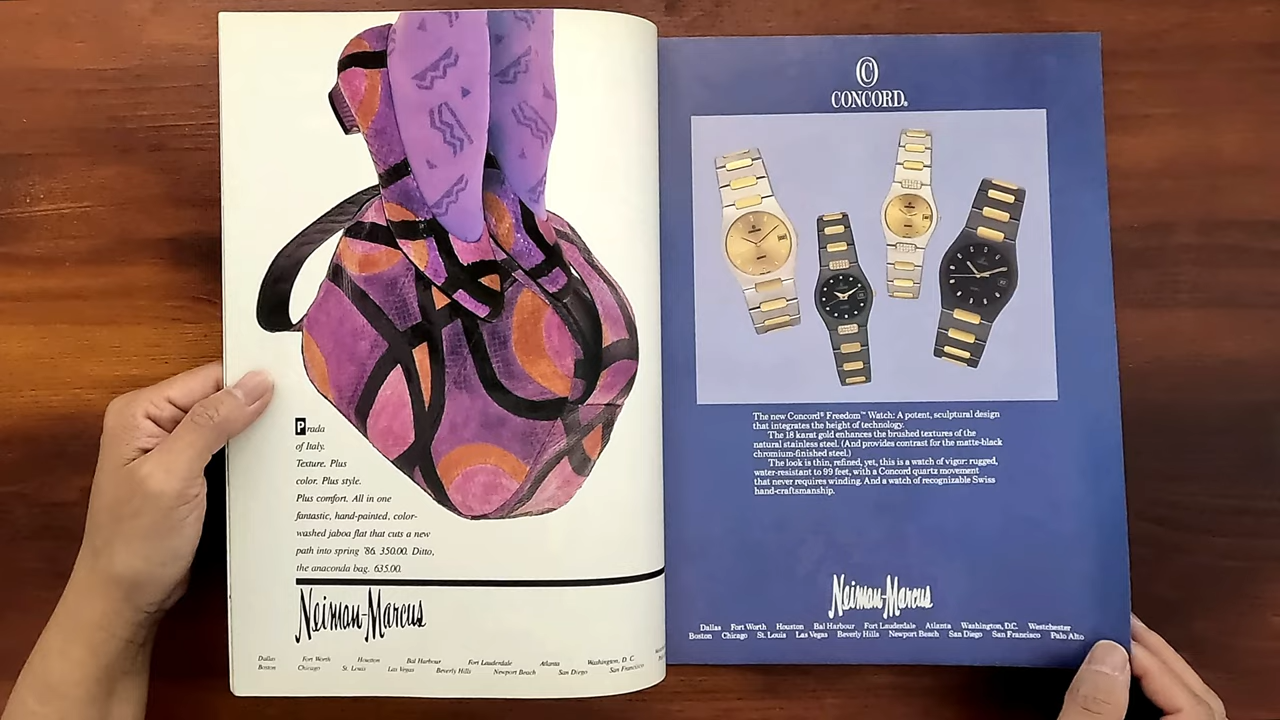 Prada
of Italy.
Texture. Plus
color. Plus style.
Plus comfort. All in one
fantastic, hand-painted, color-
washed jaboa flat that cuts a new
path into spring '86. 350.00. Ditto,
the anaconda bag. 635.00.
Neiman-Marcus
Dallas Fort Worth Houston Bal Harbour Fort Lauderdale Atlanta Washington, D. C.
Boston Chicago St. Louis Las Vegas Beverly Hills Newport Beach San Diego San Francisco
C
CONCORD®
The new Concord® Freedom™ Watch: A potent, sculptural design
that integrates the height of technology.
The 18 karat gold enhances the brushed textures of the
natural stainless steel. (And provides contrast for the matte-black
chromium-finished steel.)
The look is thin, refined, yet, this is a watch of vigor: rugged,
water-resistant to 99 feet, with a Concord quartz movement
that never requires winding. And a watch of recognizable Swiss
hand-craftsmanship.
Neiman-Marcus
Dallas Fort Worth Houston Bal Harbour Fort Lauderdale Atlanta Washington, D.C. Westchester
Boston Chicago St. Louis Las Vegas Beverly Hills Newport Beach San Diego San Francisco Palo Alto